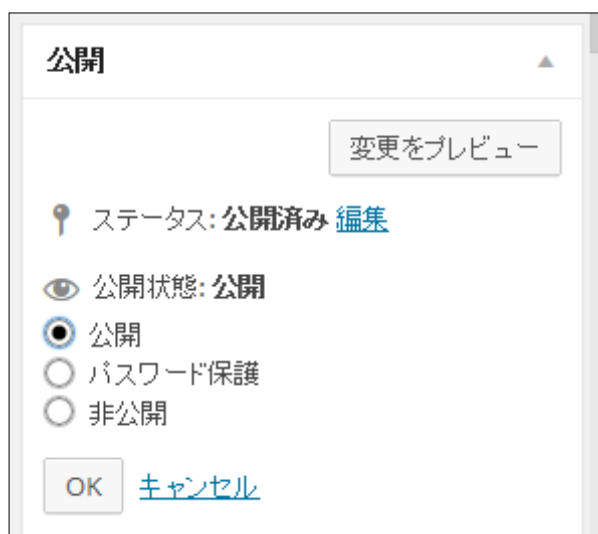 公開
変更をプレビュー
ステータス: 公開済み 編集
公開状態: 公開
公開
パスワード保護
非公開
OK キャンセル